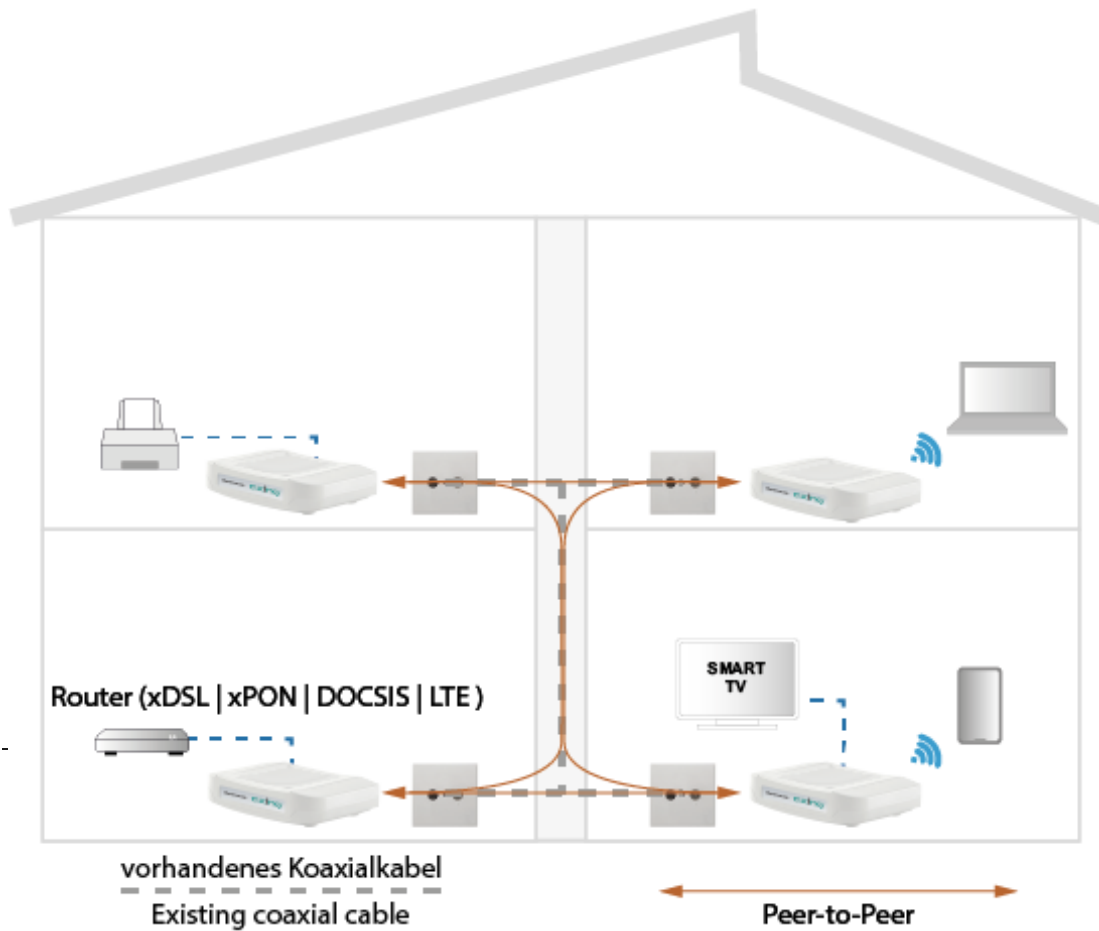 SMART
TV
Router (xDSL | xPON | DOCSIS | LTE )
vorhandenes Koaxialkabel
Existing coaxial cable
Peer-to-Peer